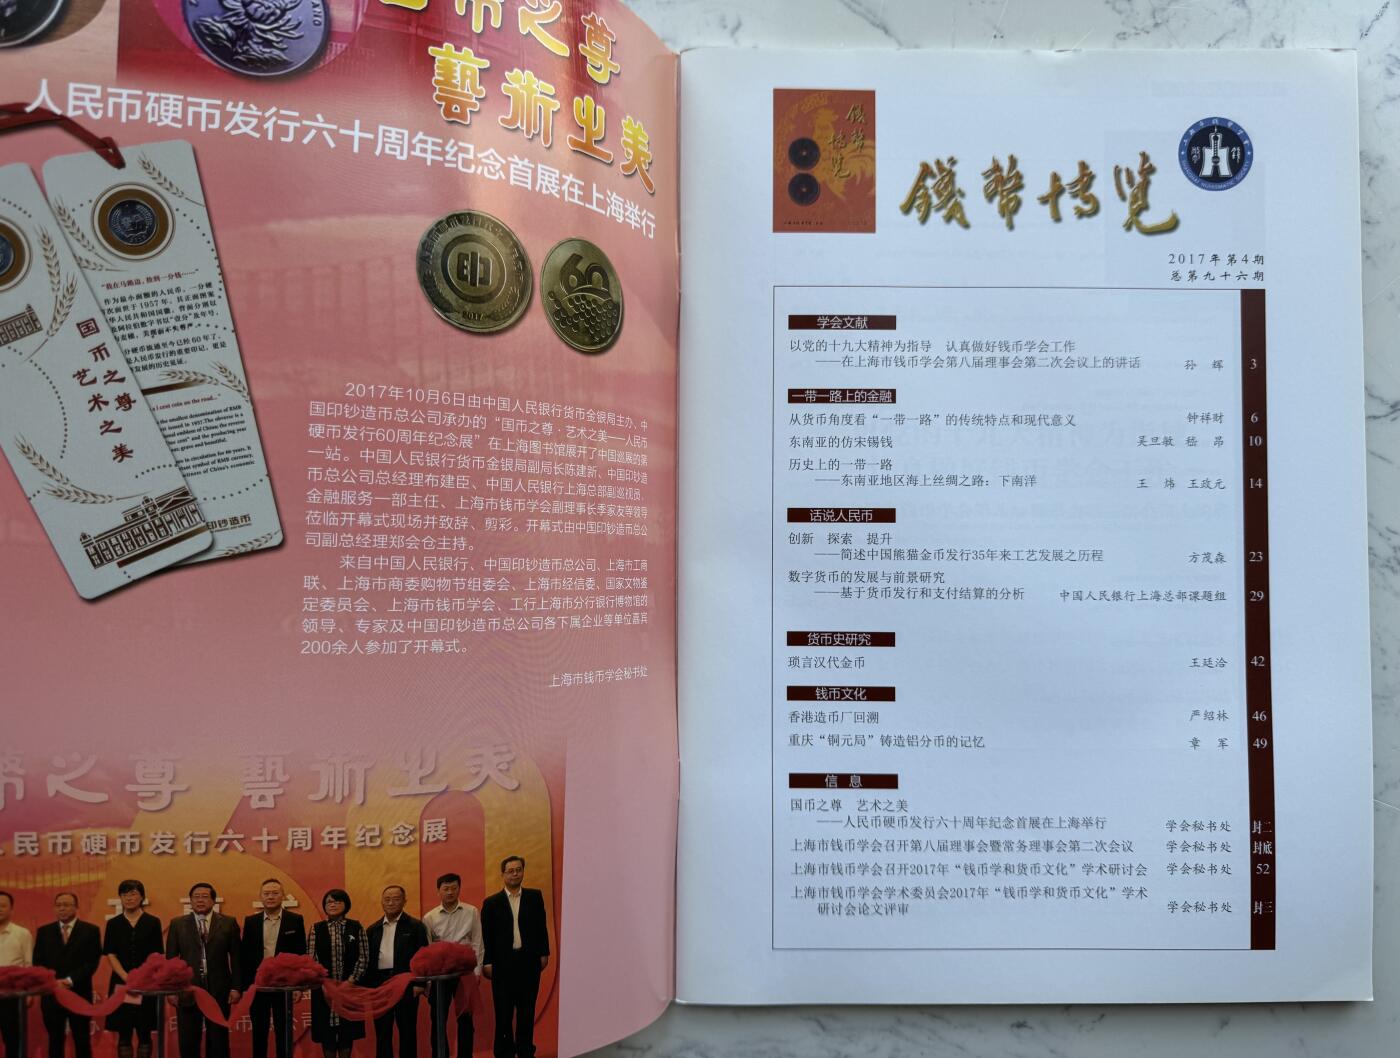 国币之尊
藝術之美
人民币硬币发行六十周年纪念首展在上海举行
“我在马路边,捡到一分钱……”
国币之尊
艺术之美
2017
60
2017年10月6日由中国人民银行货币金银局主办、中
国印钞造币总公司承办的“国币之尊·艺术之美——人民币
硬币发行60周年纪念展”在上海图书馆展开了中国巡展的第
一站。中国人民银行货币金银局副局长陈建新、中国印钞造
币总公司总经理布建臣、中国人民银行上海总部副巡视员、
金融服务一部主任、上海市钱币学会副理事长季家友等领导
莅临开幕式现场并致辞、剪彩。开幕式由中国印钞造币总公
司副总经理郑会仓主持。
来自中国人民银行、中国印钞造币总公司、上海市工商
联、上海市商委购物节组委会、上海市经信委、国家文物鉴
定委员会、上海市钱币学会、工行上海市分行银行博物馆的
领导、专家及中国印钞造币总公司各下属企业等单位嘉宾
200余人参加了开幕式。
上海市钱币学会秘书处
幣之尊 藝術之美
人民币硬币发行六十周年纪念展
錢幣博览
錢幣博览
2017年第4期
总第九十六期
学会文献
以党的十九大精神为指导 认真做好钱币学会工作
——在上海市钱币学会第八届理事会第二次会议上的讲话 孙 辉 3
一带一路上的金融
从货币角度看“一带一路”的传统特点和现代意义 钟祥财 6
东南亚的仿宋锡钱 吴旦敏 嵇 昂 10
历史上的一带一路
——东南亚地区海上丝绸之路:下南洋 王 炜 王政元 14
话说人民币
创新 探索 提升
——简述中国熊猫金币发行35年来工艺发展之历程 方茂森 23
数字货币的发展与前景研究
——基于货币发行和支付结算的分析 中国人民银行上海总部课题组 29
货币史研究
琐言汉代金币 王廷洽 42
钱币文化
香港造币厂回溯 严绍林 46
重庆“铜元局”铸造铝分币的记忆 章 军 49
信 息
国币之尊 艺术之美
——人民币硬币发行六十周年纪念首展在上海举行 学会秘书处 封二
上海市钱币学会召开第八届理事会暨常务理事会第二次会议 学会秘书处 封底
上海市钱币学会召开2017年“钱币学和货币文化”学术研讨会 学会秘书处 52
上海市钱币学会学术委员会2017年“钱币学和货币文化”学术
研讨会论文评审 学会秘书处 封三